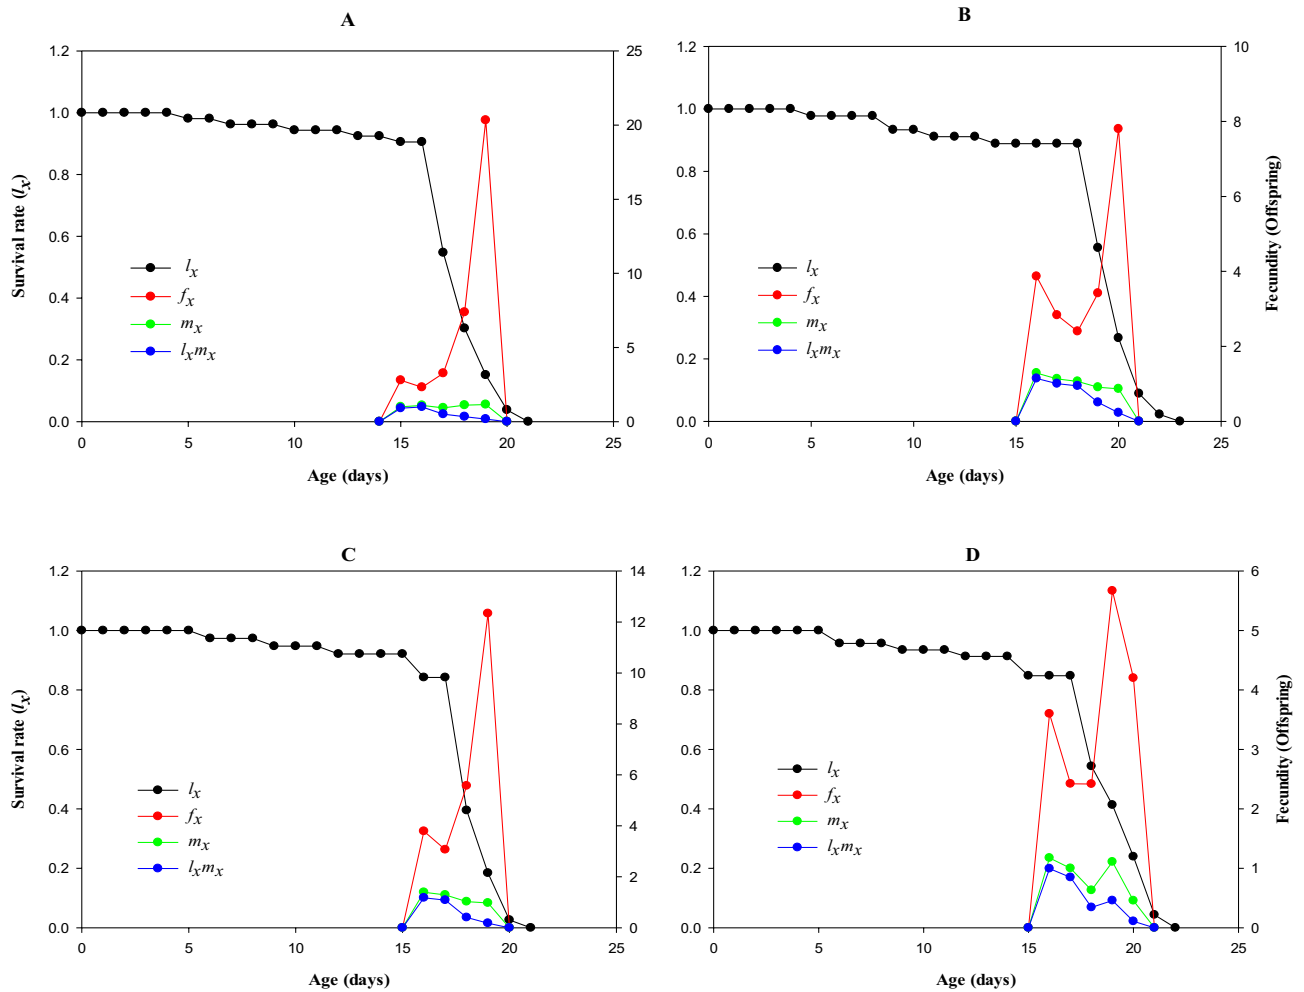 A
1.2
1.0
0.8
0.6
0.4
0.2
0.0
25
20
15
10
5
0
0 5 10 15 20 25
Survival rate (lx)
Age (days)
lx
fx
mx
lxmx
B
1.2
1.0
0.8
0.6
0.4
0.2
0.0
10
8
6
4
2
0
0 5 10 15 20 25
Fecundity (Offspring)
Age (days)
lx
fx
mx
lxmx
C
1.2
1.0
0.8
0.6
0.4
0.2
0.0
14
12
10
8
6
4
2
0
0 5 10 15 20 25
Survival rate (lx)
Age (days)
lx
fx
mx
lxmx
D
1.2
1.0
0.8
0.6
0.4
0.2
0.0
6
5
4
3
2
1
0
0 5 10 15 20 25
Fecundity (Offspring)
Age (days)
lx
fx
mx
lxmx